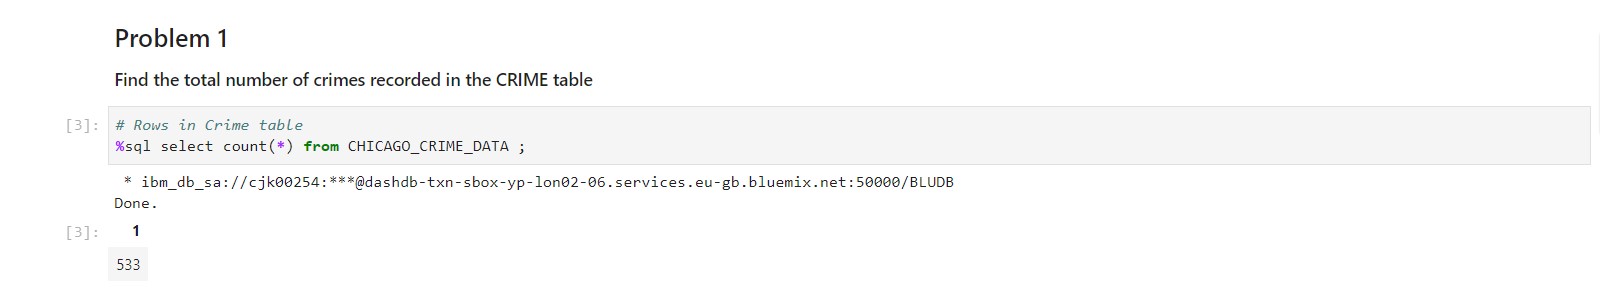 Problem 1
Find the total number of crimes recorded in the CRIME table
[3]: # Rows in Crime table
%sql select count(*) from CHICAGO_CRIME_DATA ;
* ibm_db_sa://cjk00254:***@dashdb-txn-sbox-yp-lon02-06.services.eu-gb.bluemix.net:50000/BLUDB
Done.
[3]: 1
533